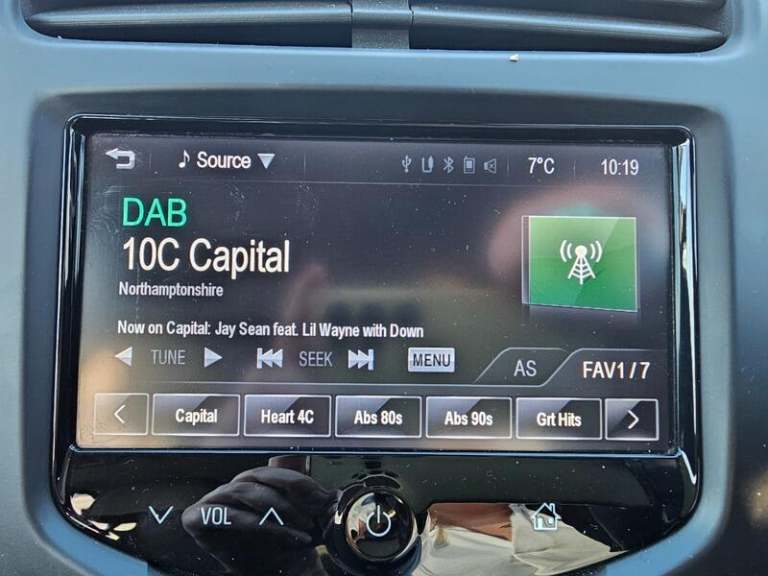 Source 7°C 10:19
DAB
10C Capital
Northamptonshire
Now on Capital: Jay Sean feat. Lil Wayne with Down
TUNE SEEK MENU AS FAV1 / 7
Capital Heart 4C Abs 80s Abs 90s Grt Hits
VOL